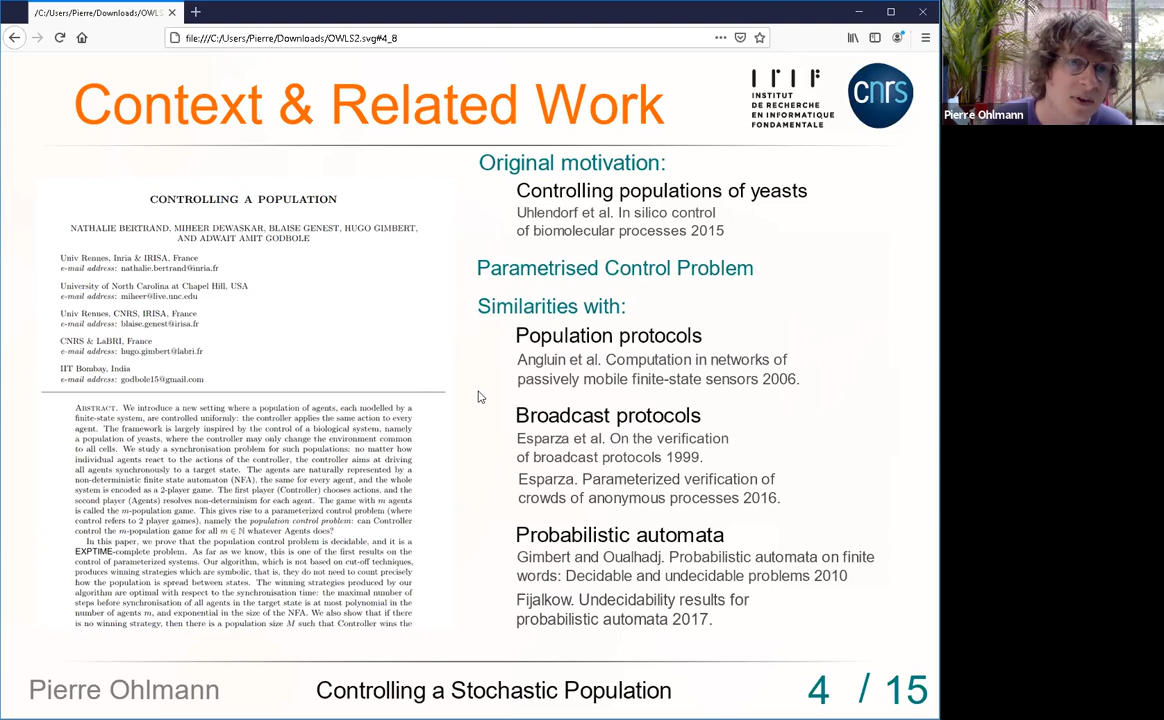 /C:/Users/Pierre/Downloads/OWLS
file:///C:/Users/Pierre/Downloads/OWLS2.svg#4_8
Context & Related Work
INSTITUT
DE RECHERCHE
EN INFORMATIQUE
FONDAMENTALE
cnrs
Pierre Ohlmann
CONTROLLING A POPULATION
NATHALIE BERTRAND, MIHEER DEWASKAR, BLAISE GENEST, HUGO GIMBERT,
AND ADWAIT AMIT GODBOLE
Univ Rennes, Inria & IRISA, France
e-mail address: nathalie.bertrand@inria.fr
University of North Carolina at Chapel Hill, USA
e-mail address: miheer@live.unc.edu
Univ Rennes, CNRS, IRISA, France
e-mail address: blaise.genest@irisa.fr
CNRS & LaBRI, France
e-mail address: hugo.gimbert@labri.fr
IIT Bombay, India
e-mail address: godbole15@gmail.com
ABSTRACT. We introduce a new setting where a population of agents, each modelled by a
finite-state system, are controlled uniformly: the controller applies the same action to every
agent. The framework is largely inspired by the control of a biological system, namely
a population of yeasts, where the controller may only change the environment common
to all cells. We study a synchronisation problem for such populations: no matter how
individual agents react to the actions of the controller, the controller aims at driving
all agents synchronously to a target state. The agents are naturally represented by a
non-deterministic finite state automaton (NFA), the same for every agent, and the whole
system is encoded as a 2-player game. The first player (Controller) chooses actions, and the
second player (Agents) resolves non-determinism for each agent. The game with m agents
is called the m-population game. This gives rise to a parameterized control problem (where
control refers to 2 player games), namely the population control problem: can Controller
control the m-population game for all m ∈ ℕ whatever Agents does?
In this paper, we prove that the population control problem is decidable, and it is a
EXPTIME-complete problem. As far as we know, this is one of the first results on the
control of parameterized systems. Our algorithm, which is not based on cut-off techniques,
produces winning strategies which are symbolic, that is, they do not need to count precisely
how the population is spread between states. The winning strategies produced by our
algorithm are optimal with respect to the synchronisation time: the maximal number of
steps before synchronisation of all agents in the target state is at most polynomial in the
number of agents m, and exponential in the size of the NFA. We also show that if there
is no winning strategy, then there is a population size M such that Controller wins the
Original motivation:
Controlling populations of yeasts
Uhlendorf et al. In silico control
of biomolecular processes 2015
Parametrised Control Problem
Similarities with:
Population protocols
Angluin et al. Computation in networks of
passively mobile finite-state sensors 2006.
Broadcast protocols
Esparza et al. On the verification
of broadcast protocols 1999.
Esparza. Parameterized verification of
crowds of anonymous processes 2016.
Probabilistic automata
Gimbert and Oualhadj. Probabilistic automata on finite
words: Decidable and undecidable problems 2010
Fijalkow. Undecidability results for
probabilistic automata 2017.
Pierre Ohlmann
Controlling a Stochastic Population
4 / 15